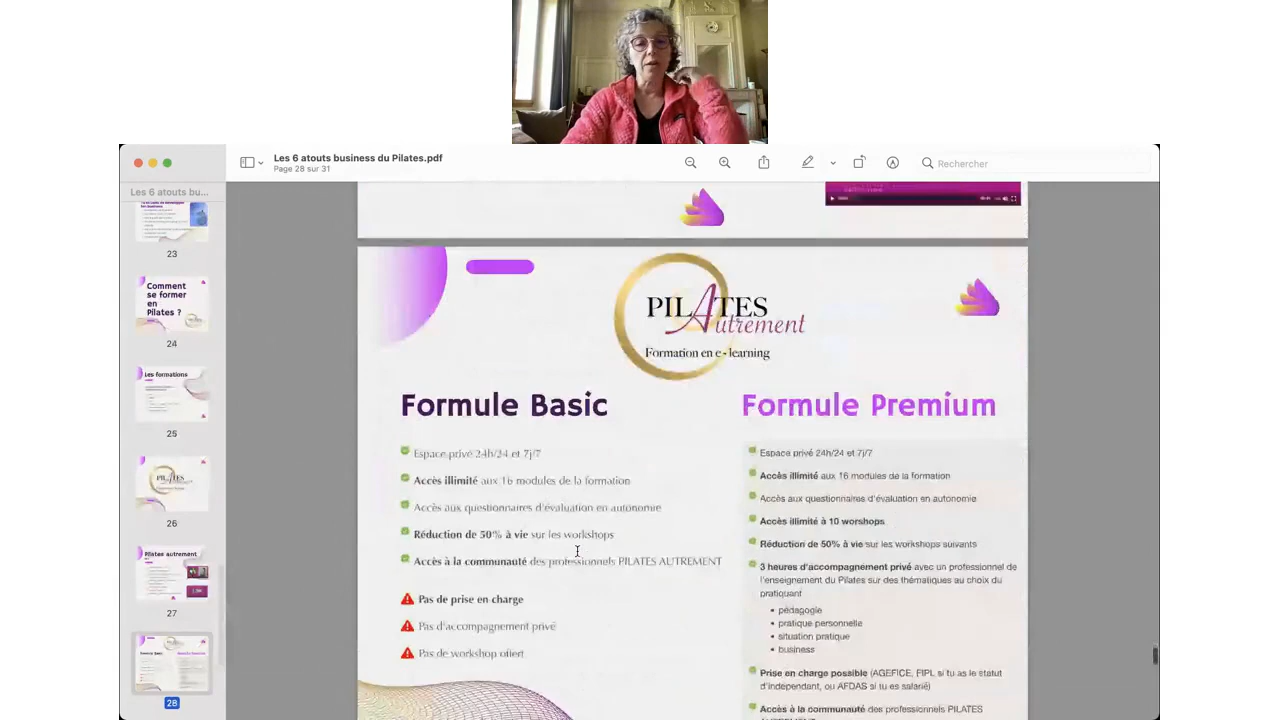 Les 6 atouts business du Pilates.pdf
Page 28 sur 31
Rechercher
Les 6 atouts bu...
23
Comment
se former
en
Pilates ?
24
Les formations
25
PILATES
26
Pilates autrement
27
28
PILATES
Autrement
Formation en e-learning
Formule Basic
Espace privé 24h/24 et 7j/7
Accès illimité aux 16 modules de la formation
Accès aux questionnaires d'évaluation en autonomie
Réduction de 50% à vie sur les workshops
Accès à la communauté des professionnels PILATES AUTREMENT
Pas de prise en charge
Pas d'accompagnement privé
Pas de workshop offert
Formule Premium
Espace privé 24h/24 et 7j/7
Accès illimité aux 16 modules de la formation
Accès aux questionnaires d'évaluation en autonomie
Accès illimité à 10 worshops
Réduction de 50% à vie sur les workshops suivants
3 heures d'accompagnement privé avec un professionnel de
l'enseignement du Pilates sur des thématiques au choix du
pratiquant
• pédagogie
• pratique personnelle
• situation pratique
• business
Prise en charge possible (AGEFICE, FIPL si tu as le statut
d'indépendant, ou AFDAS si tu es salarié)
Accès à la communauté des professionnels PILATES